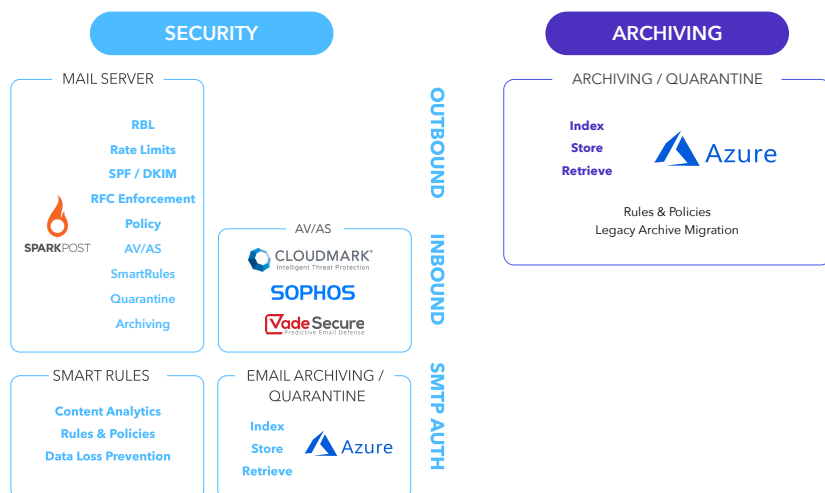 SECURITY
MAIL SERVER
RBL
Rate Limits
SPF / DKIM
RFC Enforcement
Policy
AV/AS
SmartRules
Quarantine
Archiving
SPARKPOST
AV/AS
CLOUDMARK
Intelligent Threat Protection
SOPHOS
VadeSecure
Predictive Email Defense
SMART RULES
Content Analytics
Rules & Policies
Data Loss Prevention
EMAIL ARCHIVING /
QUARANTINE
Index
Store
Retrieve
Azure
OUTBOUND
INBOUND
SMTP AUTH
ARCHIVING
ARCHIVING / QUARANTINE
Index
Store
Retrieve
Azure
Rules & Policies
Legacy Archive Migration